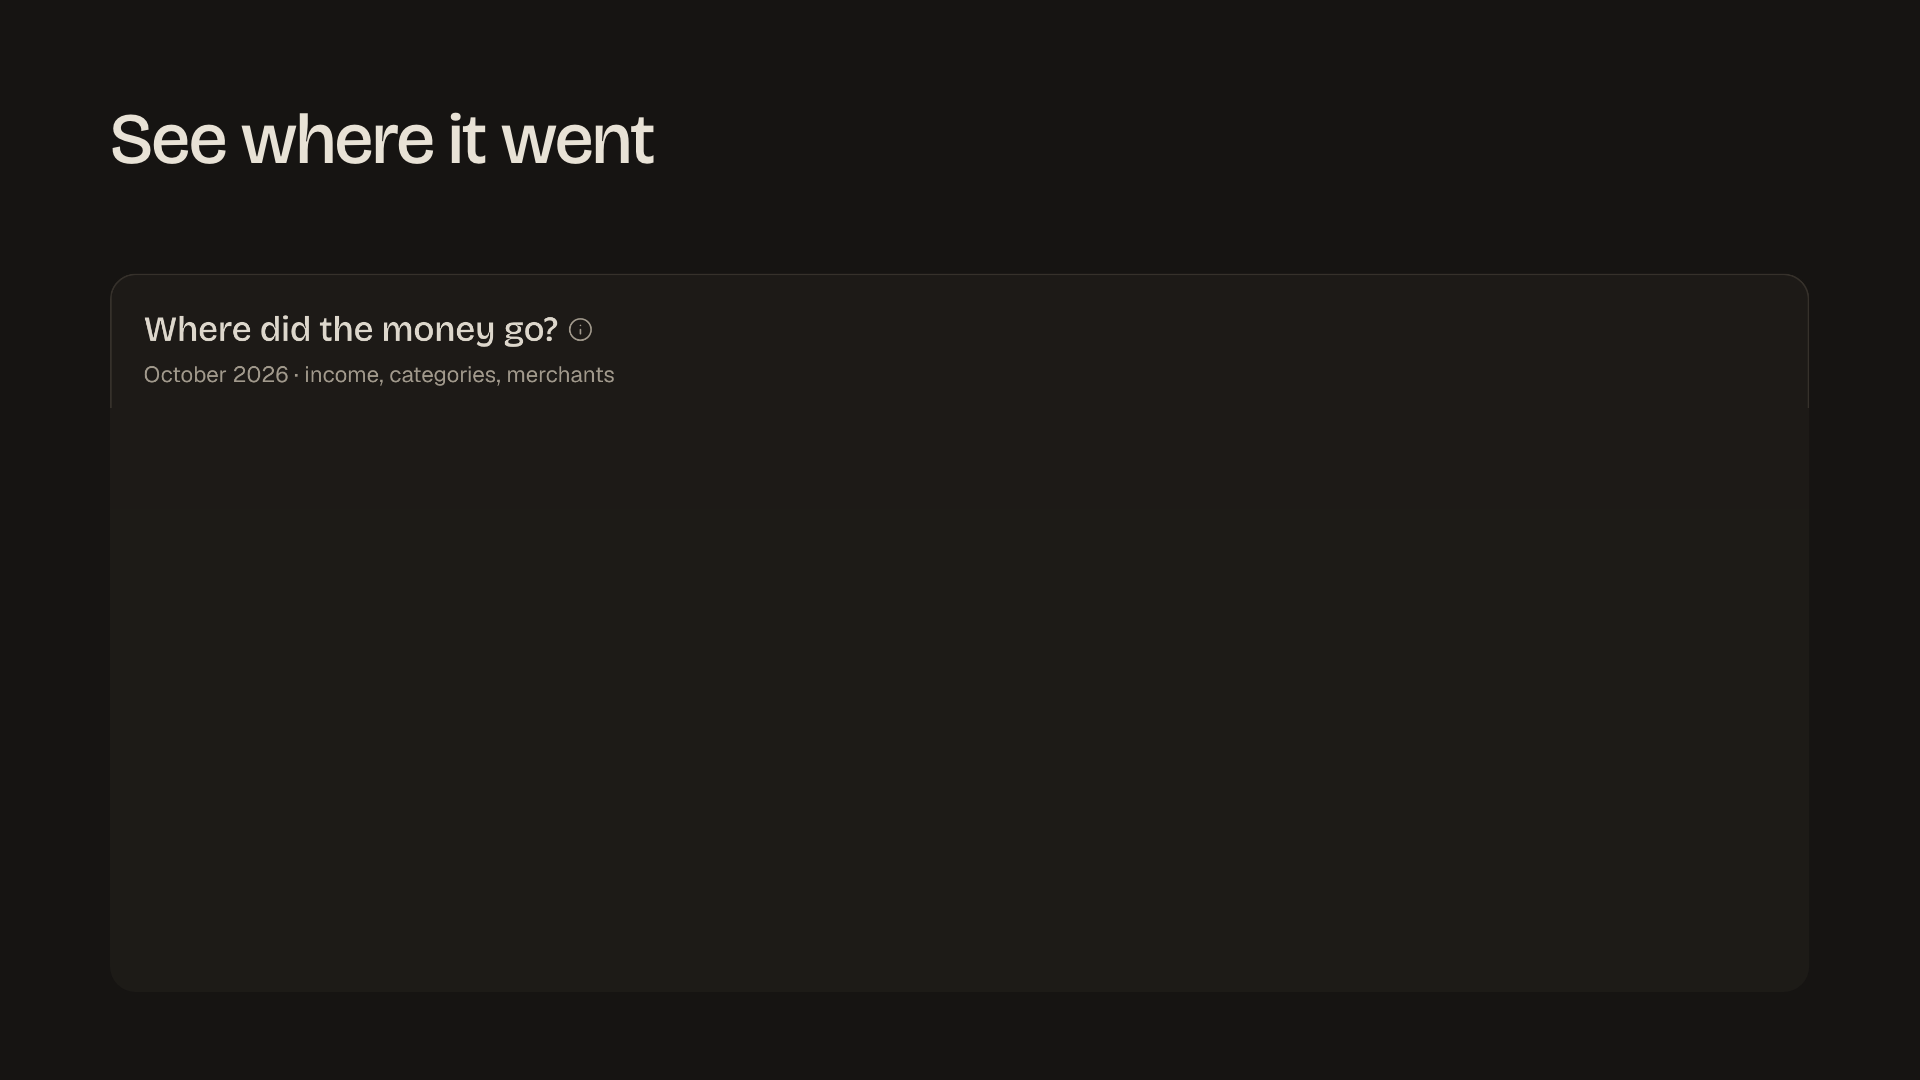 See where it went
Where did the money go?
October 2026 · income, categories, merchants